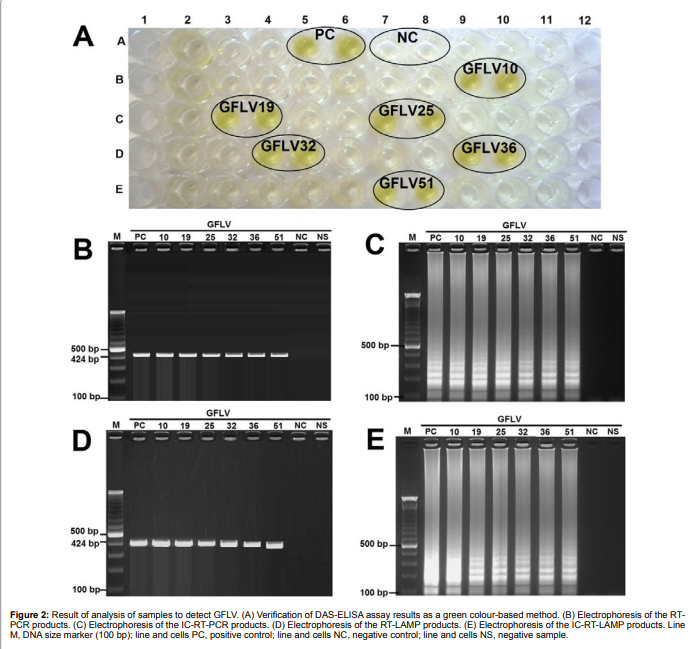 A
1 2 3 4 5 6 7 8 9 10 11 12
A PC NC
B GFLV10
C GFLV19 GFLV25
D GFLV32 GFLV36
E GFLV51
B
GFLV
M PC 10 19 25 32 36 51 NC NS
500 bp
424 bp
100 bp
C
GFLV
M PC 10 19 25 32 36 51 NC NS
500 bp
100 bp
D
GFLV
M PC 10 19 25 32 36 51 NC NS
500 bp
424 bp
100 bp
E
GFLV
M PC 10 19 25 32 36 51 NC NS
500 bp
100 bp
Figure 2: Result of analysis of samples to detect GFLV. (A) Verification of DAS-ELISA assay results as a green colour-based method. (B) Electrophoresis of the RT-
PCR products. (C) Electrophoresis of the IC-RT-PCR products. (D) Electrophoresis of the RT-LAMP products. (E) Electrophoresis of the IC-RT-LAMP products. Line
M, DNA size marker (100 bp); line and cells PC, positive control; line and cells NC, negative control; line and cells NS, negative sample.